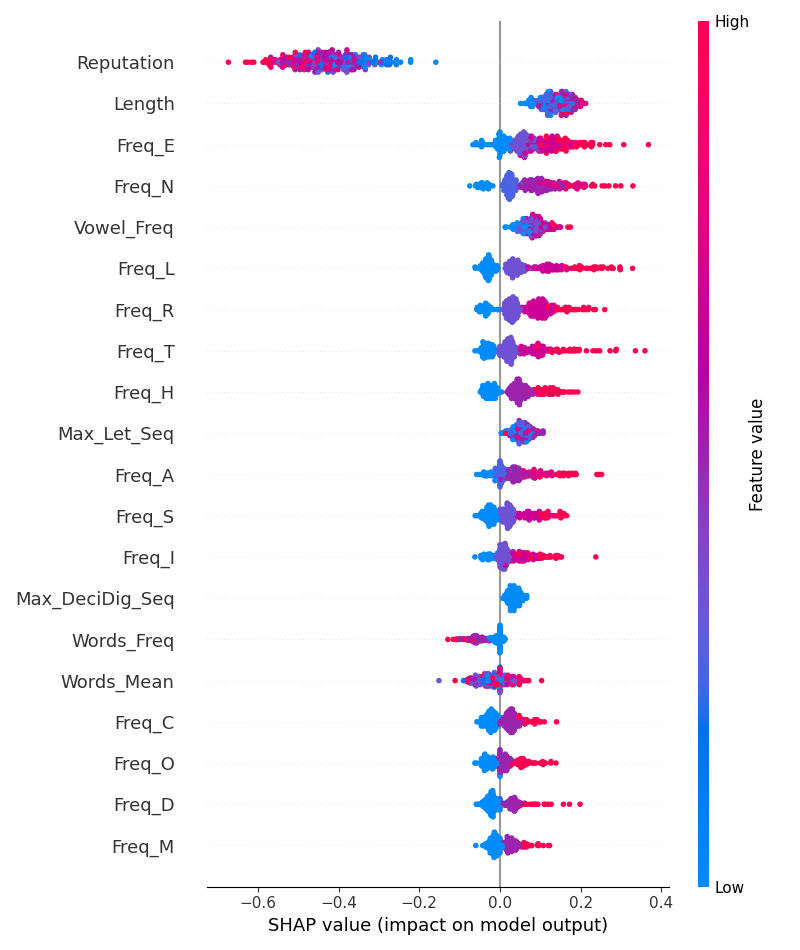 High
Reputation
Length
Freq_E
Freq_N
Vowel_Freq
Freq_L
Freq_R
Freq_T
Freq_H
Max_Let_Seq
Freq_A
Freq_S
Freq_I
Max_DeciDig_Seq
Words_Freq
Words_Mean
Freq_C
Freq_O
Freq_D
Freq_M
Feature value
Low
−0.6 −0.4 −0.2 0.0 0.2 0.4
SHAP value (impact on model output)